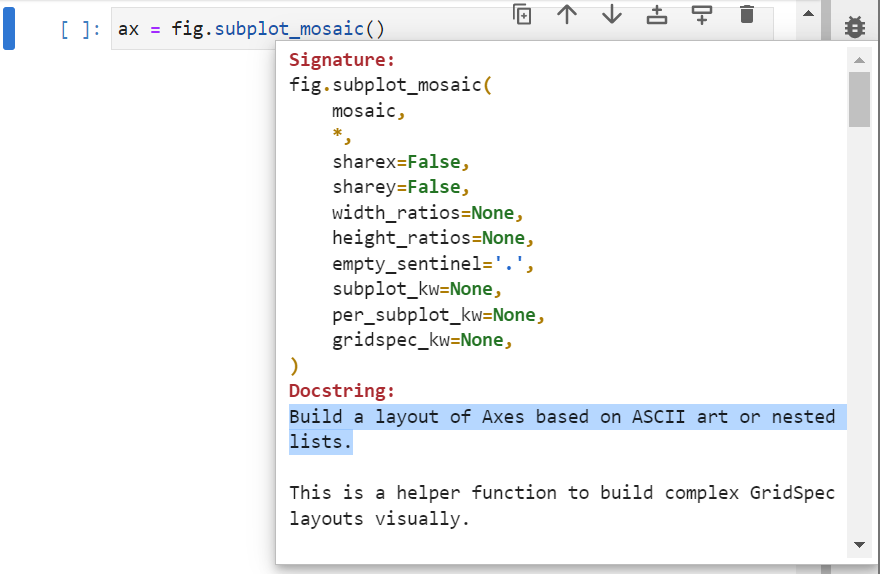 [ ]: ax = fig.subplot_mosaic()
Signature:
fig.subplot_mosaic(
    mosaic,
    *,
    sharex=False,
    sharey=False,
    width_ratios=None,
    height_ratios=None,
    empty_sentinel='.',
    subplot_kw=None,
    per_subplot_kw=None,
    gridspec_kw=None,
)
Docstring:
Build a layout of Axes based on ASCII art or nested
lists.

This is a helper function to build complex GridSpec
layouts visually.